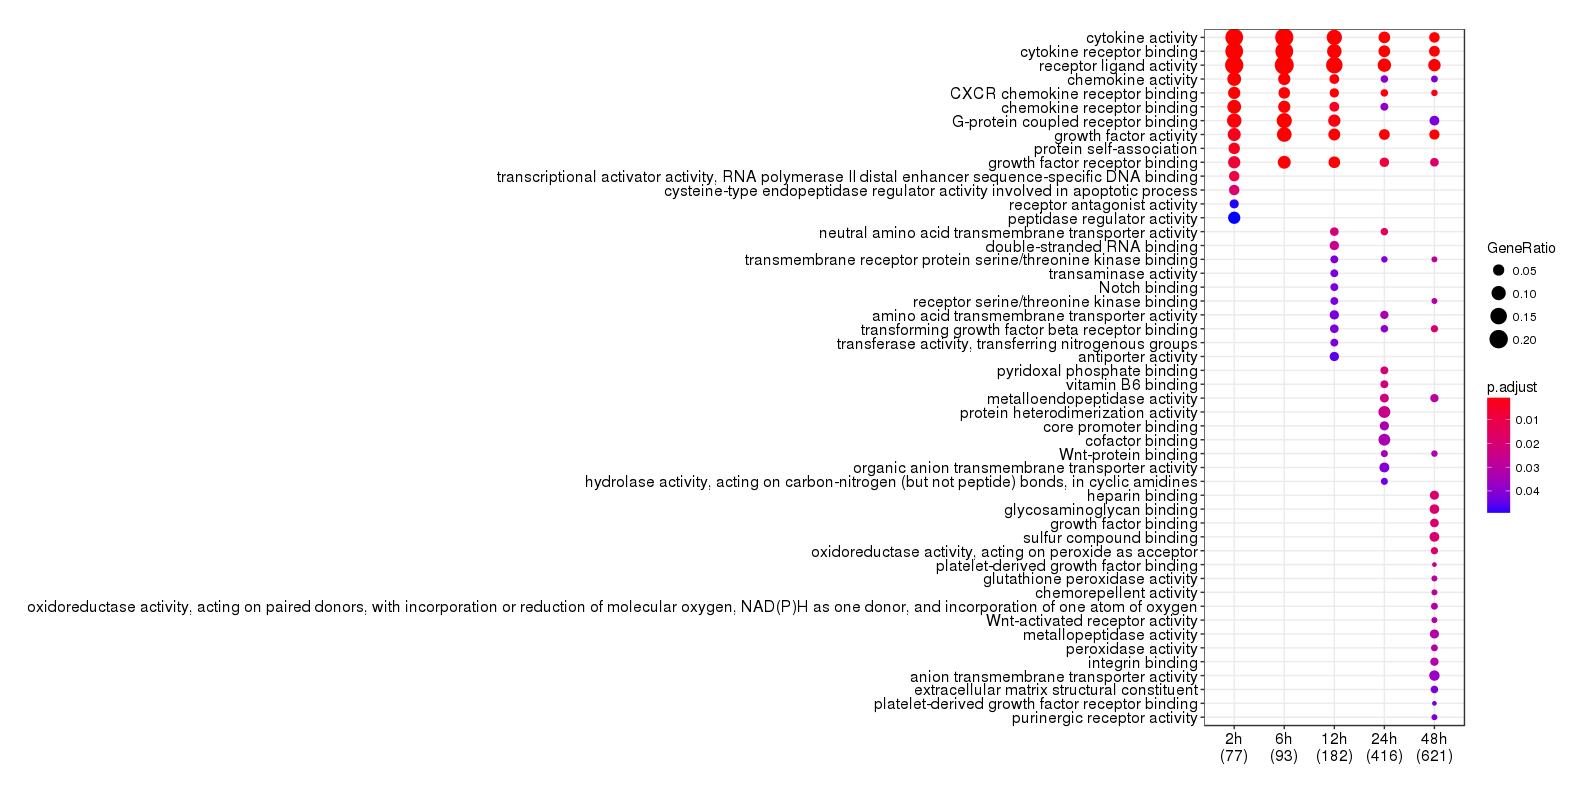 cytokine activity
cytokine receptor binding
receptor ligand activity
chemokine activity
CXCR chemokine receptor binding
chemokine receptor binding
G-protein coupled receptor binding
growth factor activity
protein self-association
growth factor receptor binding
transcriptional activator activity, RNA polymerase II distal enhancer sequence-specific DNA binding
cysteine-type endopeptidase regulator activity involved in apoptotic process
receptor antagonist activity
peptidase regulator activity
neutral amino acid transmembrane transporter activity
double-stranded RNA binding
transmembrane receptor protein serine/threonine kinase binding
transaminase activity
Notch binding
receptor serine/threonine kinase binding
amino acid transmembrane transporter activity
transforming growth factor beta receptor binding
transferase activity, transferring nitrogenous groups
antiporter activity
pyridoxal phosphate binding
vitamin B6 binding
metalloendopeptidase activity
protein heterodimerization activity
core promoter binding
cofactor binding
Wnt-protein binding
organic anion transmembrane transporter activity
hydrolase activity, acting on carbon-nitrogen (but not peptide) bonds, in cyclic amidines
heparin binding
glycosaminoglycan binding
growth factor binding
sulfur compound binding
oxidoreductase activity, acting on peroxide as acceptor
platelet-derived growth factor binding
glutathione peroxidase activity
chemorepellent activity
oxidoreductase activity, acting on paired donors, with incorporation or reduction of molecular oxygen, NAD(P)H as one donor, and incorporation of one atom of oxygen
Wnt-activated receptor activity
metallopeptidase activity
peroxidase activity
integrin binding
anion transmembrane transporter activity
extracellular matrix structural constituent
platelet-derived growth factor receptor binding
purinergic receptor activity
2h 6h 12h 24h 48h
(77) (93) (182) (416) (621)
GeneRatio
0.05
0.10
0.15
0.20
p.adjust
0.01
0.02
0.03
0.04